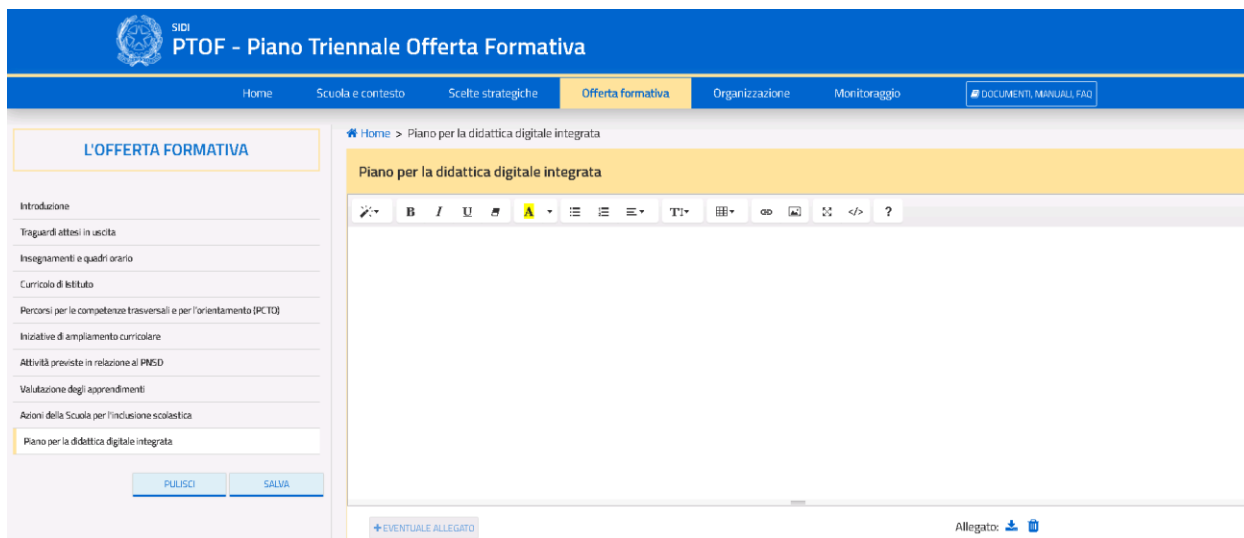 SIDI
PTOF - Piano Triennale Offerta Formativa
Home Scuola e contesto Scelte strategiche Offerta formativa Organizzazione Monitoraggio DOCUMENTI, MANUALI, FAQ
L'OFFERTA FORMATIVA
Introduzione
Traguardi attesi in uscita
Insegnamenti e quadri orario
Curricolo di Istituto
Percorsi per le competenze trasversali e per l'orientamento (PCTO)
Iniziative di ampliamento curricolare
Attività previste in relazione al PNSD
Valutazione degli apprendimenti
Azioni della Scuola per l'inclusione scolastica
Piano per la didattica digitale integrata
PULISCI SALVA
Home > Piano per la didattica digitale integrata
Piano per la didattica digitale integrata
B I U A TI </> ?
+ EVENTUALE ALLEGATO Allegato: